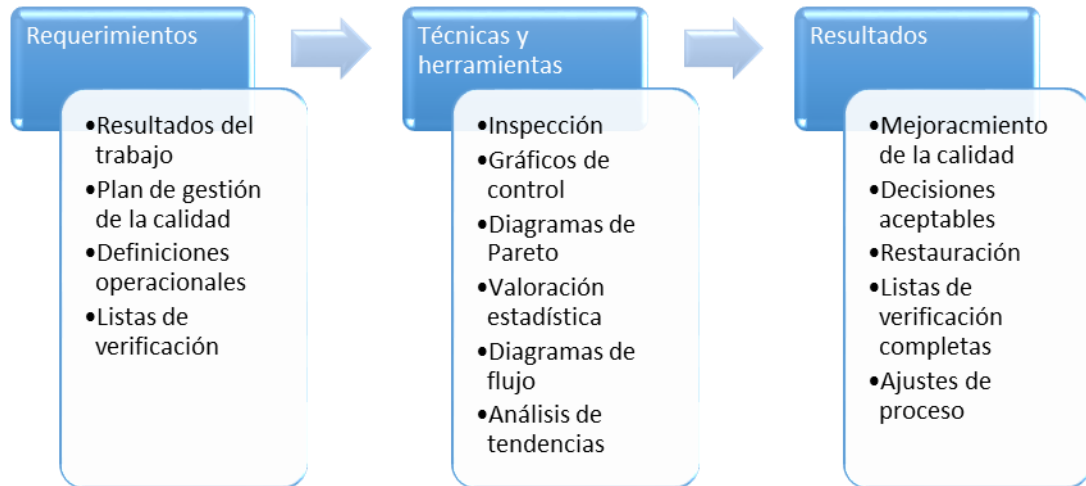 Requerimientos
•Resultados del
trabajo
•Plan de gestión
de la calidad
•Definiciones
operacionales
•Listas de
verificación
Técnicas y
herramientas
•Inspección
•Gráficos de
control
•Diagramas de
Pareto
•Valoración
estadística
•Diagramas de
flujo
•Análisis de
tendencias
Resultados
•Mejoracmiento
de la calidad
•Decisiones
aceptables
•Restauración
•Listas de
verificación
completas
•Ajustes de
proceso